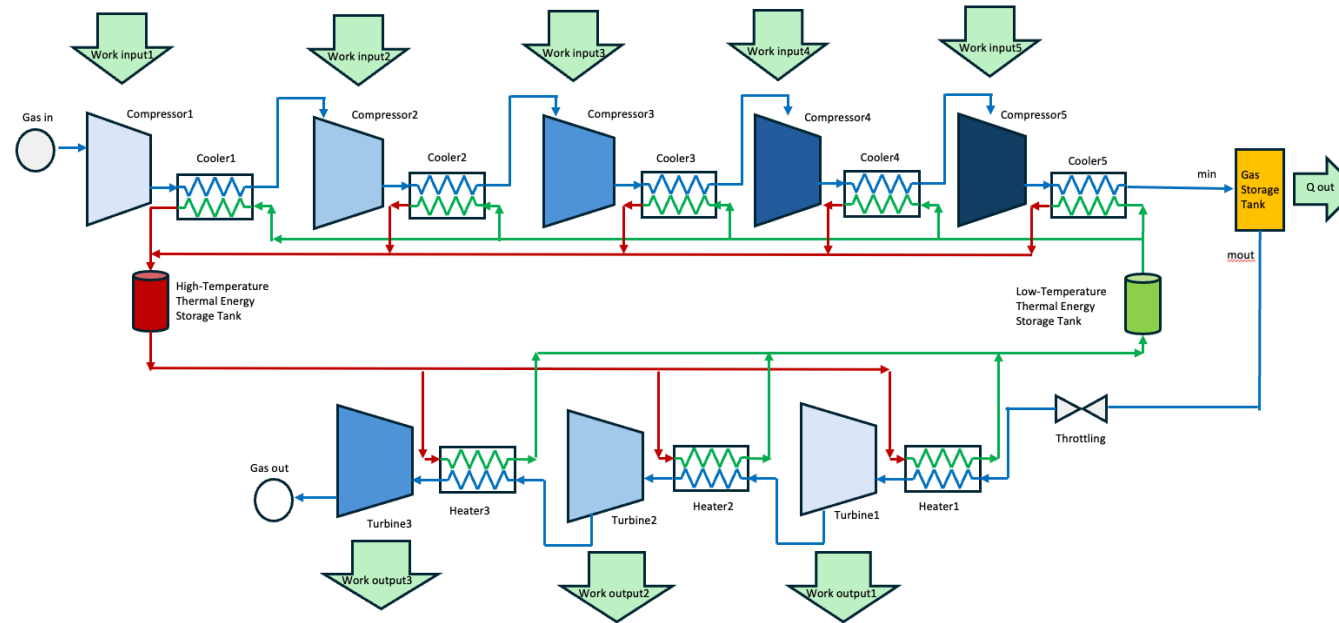 Work input1
Work input2
Work input3
Work input4
Work input5
Gas in
Compressor1
Compressor2
Compressor3
Compressor4
Compressor5
Cooler1
Cooler2
Cooler3
Cooler4
Cooler5
min
Gas
Storage
Tank
Q out
mout
High-Temperature
Thermal Energy
Storage Tank
Low-Temperature
Thermal Energy
Storage Tank
Throttling
Gas out
Heater3
Heater2
Heater1
Turbine3
Turbine2
Turbine1
Work output3
Work output2
Work output1